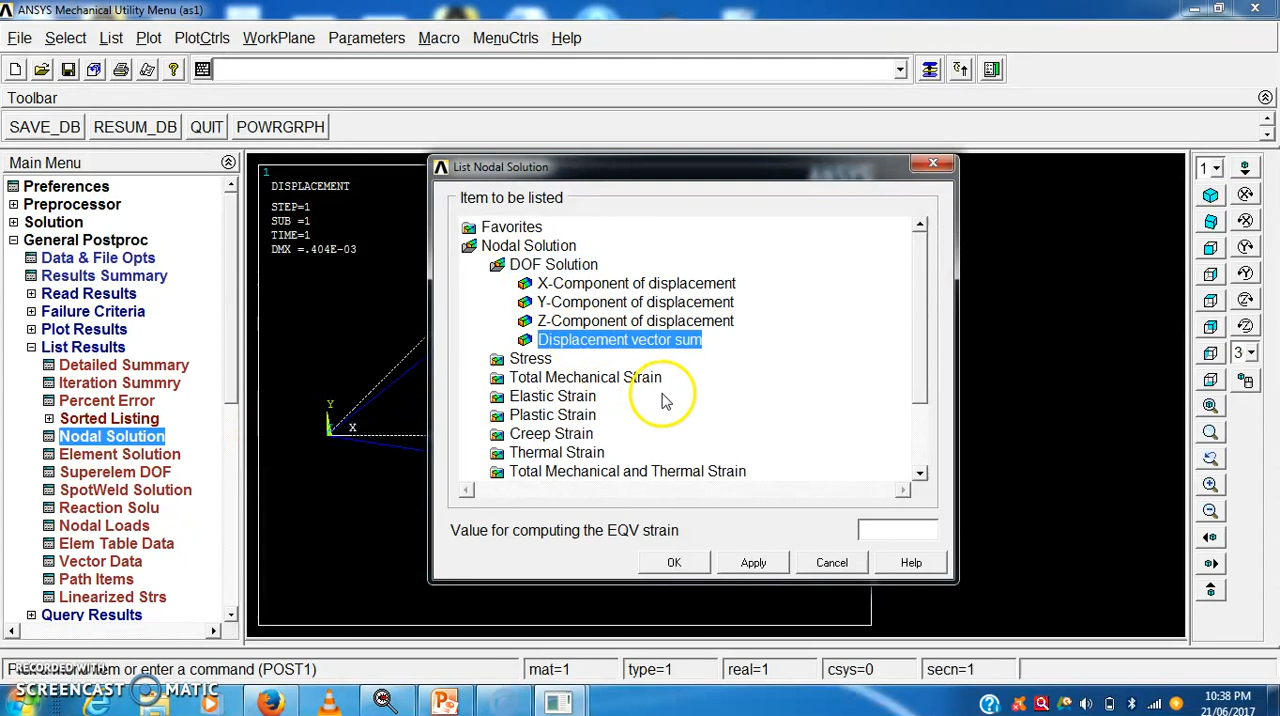 ANSYS Mechanical Utility Menu (as1)
File Select List Plot PlotCtrls WorkPlane Parameters Macro MenuCtrls Help
Toolbar
SAVE_DB RESUM_DB QUIT POWRGRPH
Main Menu
Preferences
Preprocessor
Solution
General Postproc
Data & File Opts
Results Summary
Read Results
Failure Criteria
Plot Results
List Results
Detailed Summary
Iteration Summry
Percent Error
Sorted Listing
Nodal Solution
Element Solution
Superelem DOF
SpotWeld Solution
Reaction Solu
Nodal Loads
Elem Table Data
Vector Data
Path Items
Linearized Strs
Query Results
1
DISPLACEMENT
STEP=1
SUB =1
TIME=1
DMX =.404E-03
Y
X
List Nodal Solution
Item to be listed
Favorites
Nodal Solution
DOF Solution
X-Component of displacement
Y-Component of displacement
Z-Component of displacement
Displacement vector sum
Stress
Total Mechanical Strain
Elastic Strain
Plastic Strain
Creep Strain
Thermal Strain
Total Mechanical and Thermal Strain
Value for computing the EQV strain
OK Apply Cancel Help
1
3
item or enter a command (POST1)
mat=1 type=1 real=1 csys=0 secn=1
RECORDED WITH
SCREENCAST MATIC
10:38 PM
21/06/2017